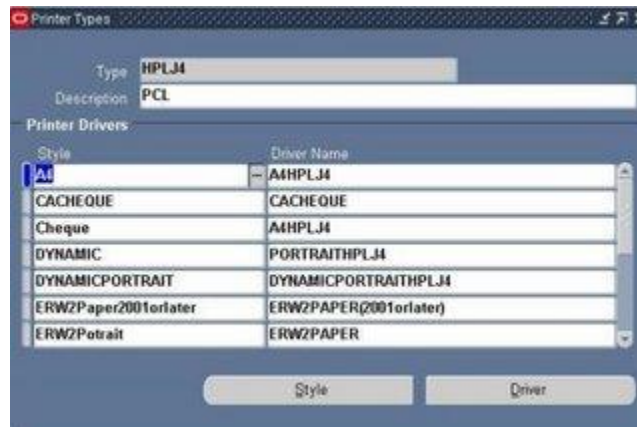 Printer Types
Type HPLJ4
Description PCL
Printer Drivers
Style Driver Name
A4 A4HPLJ4
CACHEQUE CACHEQUE
Cheque A4HPLJ4
DYNAMIC PORTRAITHPLJ4
DYNAMICPORTRAIT DYNAMICPORTRAITHPLJ4
ERW2Paper2001orlater ERW2PAPER(2001orlater)
ERW2Potrait ERW2PAPER
Style Driver